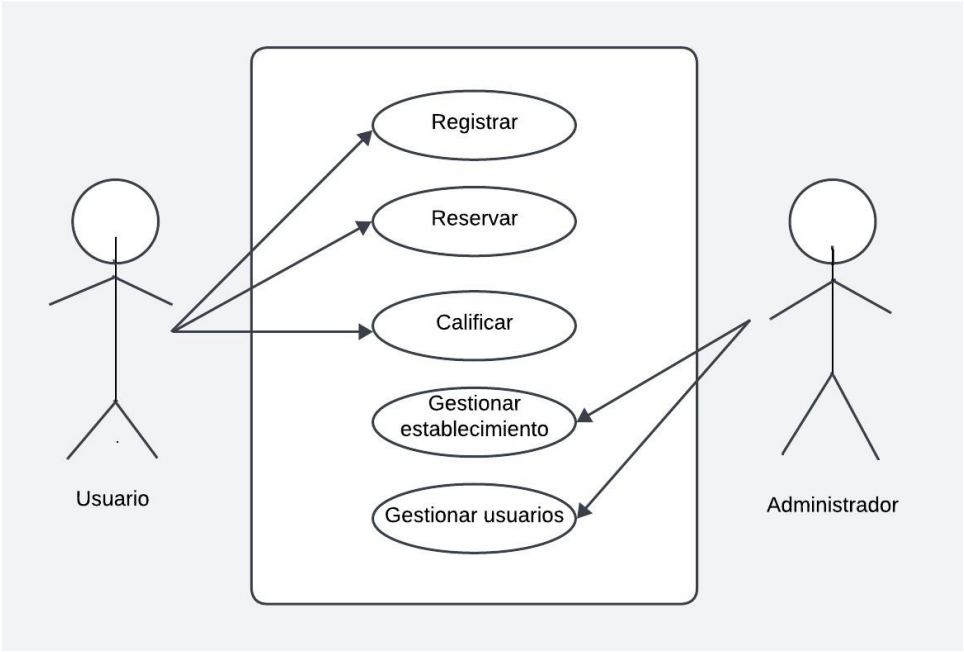 Registrar
Reservar
Calificar
Gestionar
establecimiento
Gestionar usuarios
Usuario
Administrador